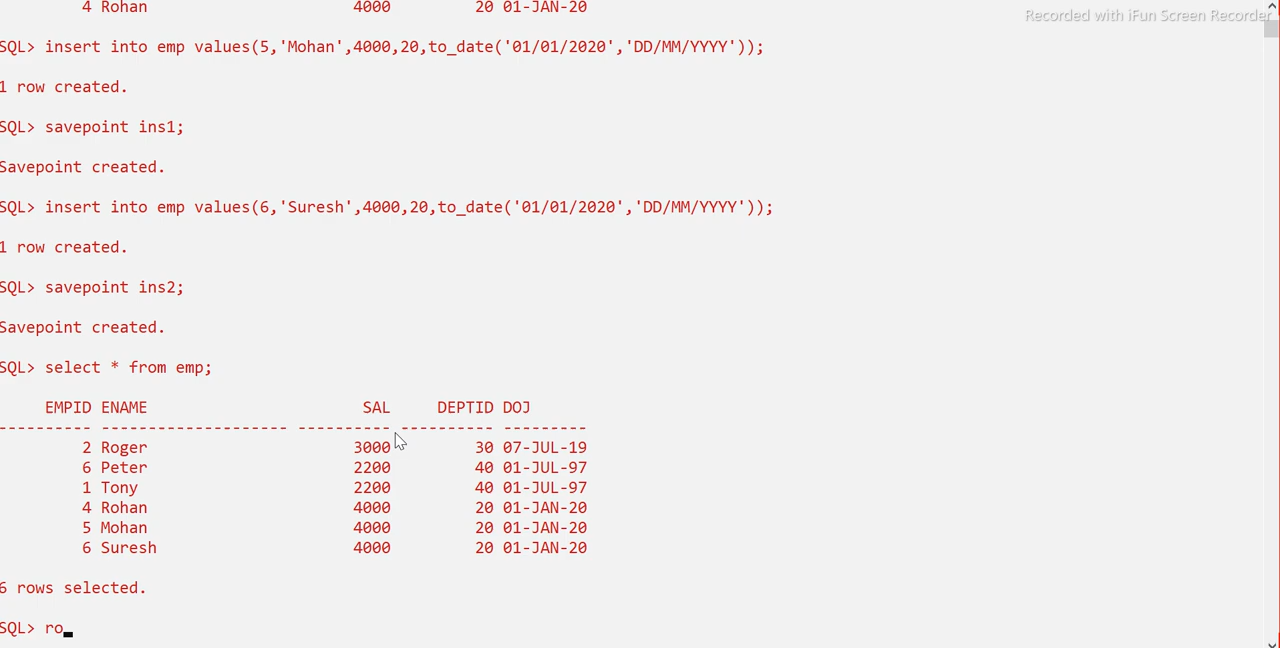 4 Rohan 4000 20 01-JAN-20
Recorded with iFun Screen Recorder
SQL> insert into emp values(5,'Mohan',4000,20,to_date('01/01/2020','DD/MM/YYYY'));
1 row created.
SQL> savepoint ins1;
Savepoint created.
SQL> insert into emp values(6,'Suresh',4000,20,to_date('01/01/2020','DD/MM/YYYY'));
1 row created.
SQL> savepoint ins2;
Savepoint created.
SQL> select * from emp;
EMPID ENAME SAL DEPTID DOJ
---------- -------------------- ---------- ---------- ---------
2 Roger 3000 30 07-JUL-19
6 Peter 2200 40 01-JUL-97
1 Tony 2200 40 01-JUL-97
4 Rohan 4000 20 01-JAN-20
5 Mohan 4000 20 01-JAN-20
6 Suresh 4000 20 01-JAN-20
6 rows selected.
SQL> ro